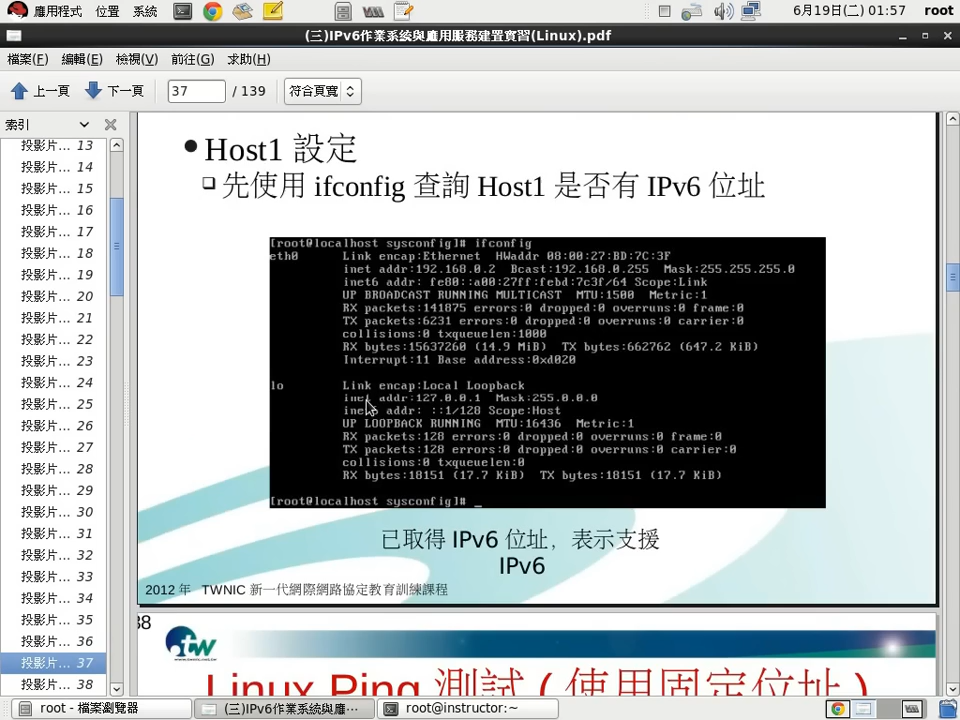 應用程式 位置 系統 6月19日(二) 01:57 root
(三)IPv6作業系統與應用服務建置實習(Linux).pdf
檔案(F) 編輯(E) 檢視(V) 前往(G) 求助(H)
上一頁 下一頁 37 / 139 符合頁寬
索引
投影片... 13
投影片... 14
投影片... 15
投影片... 16
投影片... 17
投影片... 18
投影片... 19
投影片... 20
投影片... 21
投影片... 22
投影片... 23
投影片... 24
投影片... 25
投影片... 26
投影片... 27
投影片... 28
投影片... 29
投影片... 30
投影片... 31
投影片... 32
投影片... 33
投影片... 34
投影片... 35
投影片... 36
投影片... 37
投影片... 38
Host1 設定
先使用 ifconfig 查詢 Host1 是否有 IPv6 位址
[root@localhost sysconfig]# ifconfig
eth0 Link encap:Ethernet HWaddr 08:00:27:BD:7C:3F
inet addr:192.168.0.2 Bcast:192.168.0.255 Mask:255.255.255.0
inet6 addr: fe80::a00:27ff:febd:7c3f/64 Scope:Link
UP BROADCAST RUNNING MULTICAST MTU:1500 Metric:1
RX packets:141875 errors:0 dropped:0 overruns:0 frame:0
TX packets:6231 errors:0 dropped:0 overruns:0 carrier:0
collisions:0 txqueuelen:1000
RX bytes:15637260 (14.9 MiB) TX bytes:662762 (647.2 KiB)
Interrupt:11 Base address:0xd020
lo Link encap:Local Loopback
inet addr:127.0.0.1 Mask:255.0.0.0
inet6 addr: ::1/128 Scope:Host
UP LOOPBACK RUNNING MTU:16436 Metric:1
RX packets:128 errors:0 dropped:0 overruns:0 frame:0
TX packets:128 errors:0 dropped:0 overruns:0 carrier:0
collisions:0 txqueuelen:0
RX bytes:18151 (17.7 KiB) TX bytes:18151 (17.7 KiB)
[root@localhost sysconfig]# _
已取得 IPv6 位址，表示支援
IPv6
2012 年 TWNIC 新一代網際網路協定教育訓練課程
38
tw
www.twnic.net.tw
Linux Ping 測試 ( 使用固定位址 )
root - 檔案瀏覽器 (三)IPv6作業系統與應··· root@instructor:~